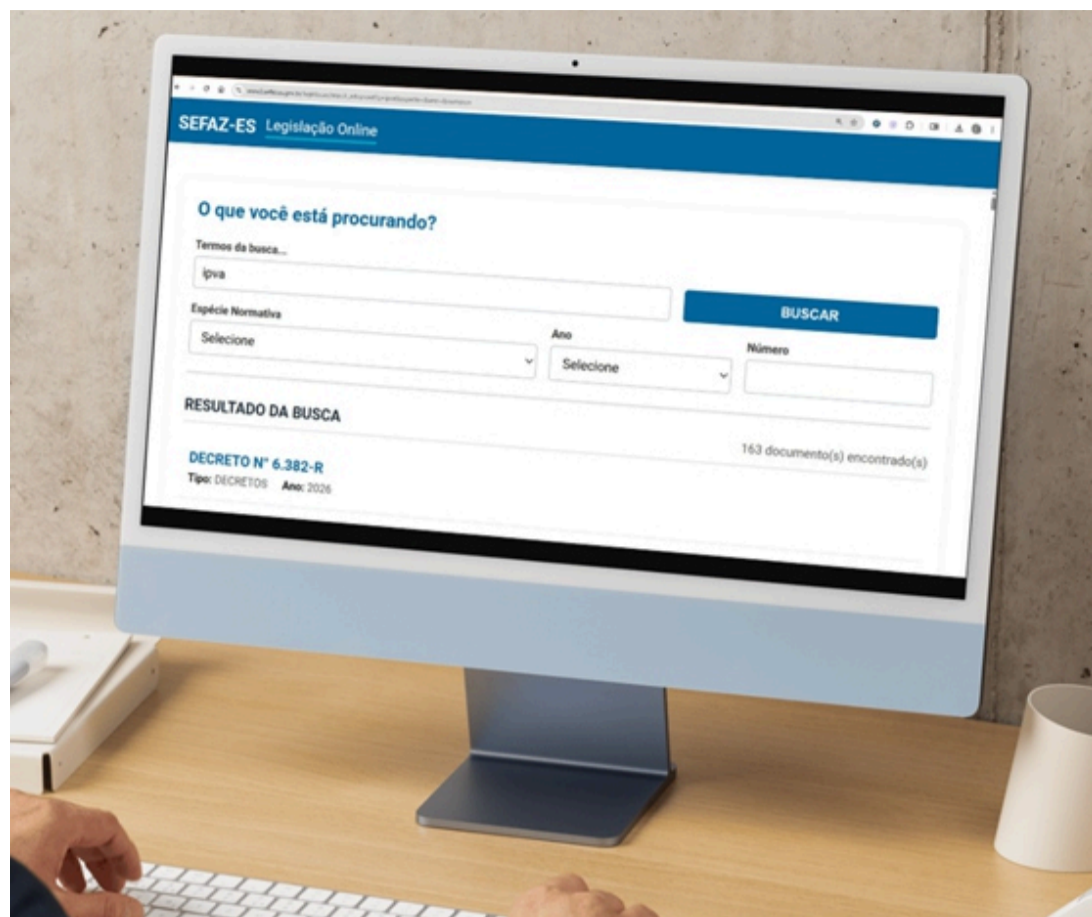 SEFAZ-ES Legislação Online
O que você está procurando?
Termos da busca...
ipva
BUSCAR
Espécie Normativa
Ano
Número
Selecione
Selecione
RESULTADO DA BUSCA
163 documento(s) encontrado(s)
DECRETO N° 6.382-R
Tipo: DECRETOS Ano: 2026